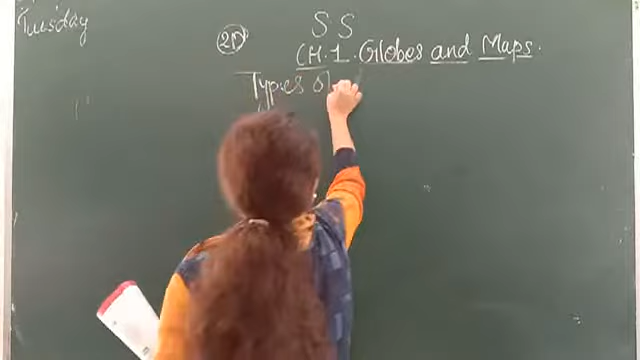 Tuesday
2D
S S
CH.1. Globes and Maps.
Types of